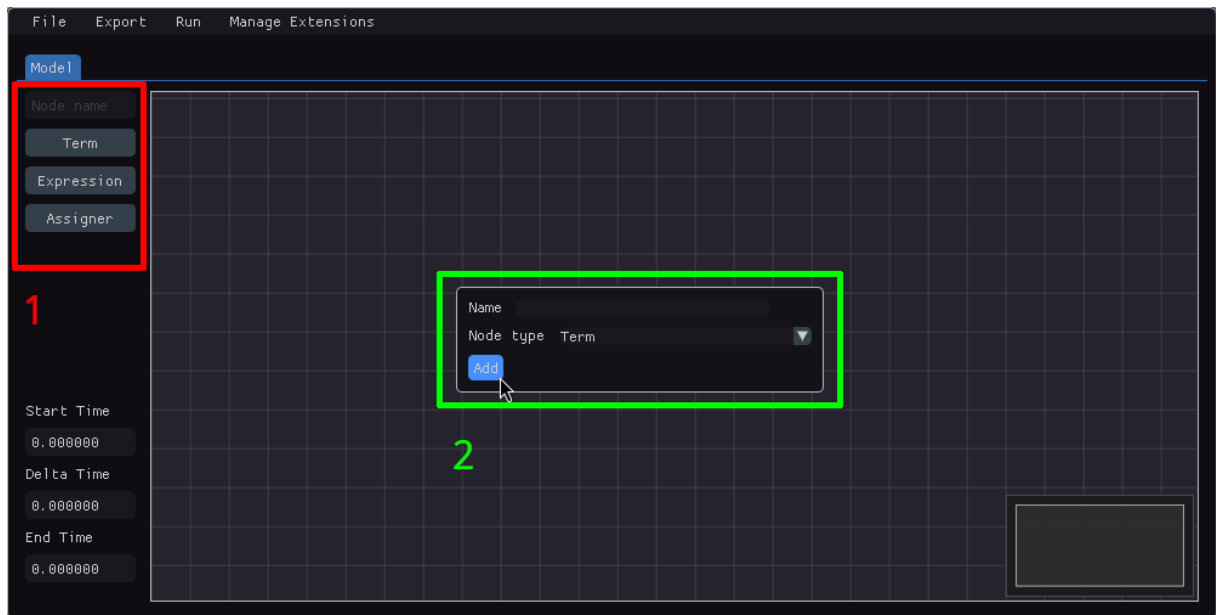 File Export Run Manage Extensions
Model
Node name
Term
Expression
Assigner
1
Name
Node type Term
Add
2
Start Time
0.000000
Delta Time
0.000000
End Time
0.000000